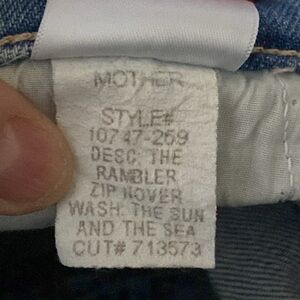 MOTHER
STYLE#
10747-259
DESC: THE
RAMBLER
ZIP HOVER
WASH: THE SUN
AND THE SEA
CUT# 713573